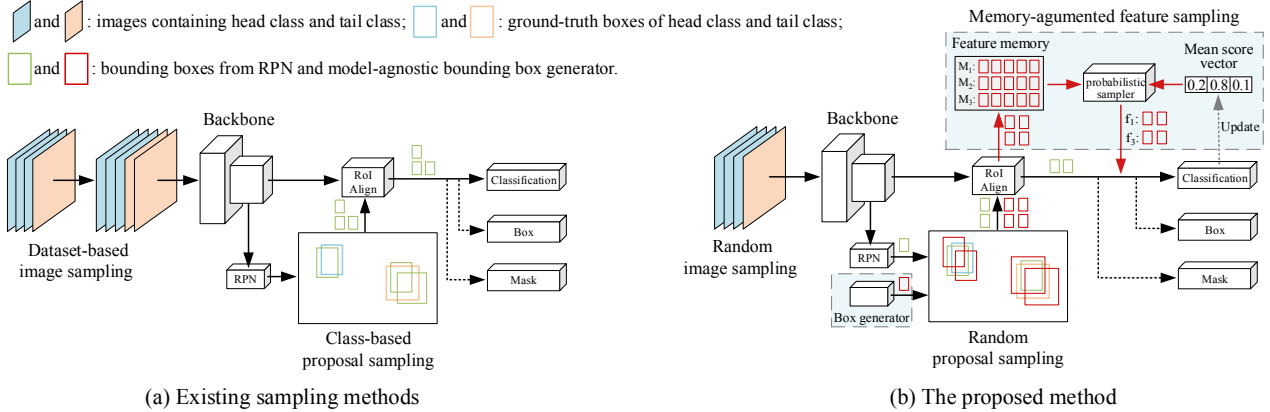 and : images containing head class and tail class; and : ground-truth boxes of head class and tail class;
and : bounding boxes from RPN and model-agnostic bounding box generator.
Backbone
RoI
Align
Classification
Box
Mask
RPN
Dataset-based
image sampling
Class-based
proposal sampling
(a) Existing sampling methods
Memory-agumented feature sampling
Feature memory
M1:
M2:
M3:
probabilistic
sampler
Mean score
vector
0.2 0.8 0.1
f1:
f3:
Update
Backbone
RoI
Align
Classification
Box
Mask
RPN
Box generator
Random
image sampling
Random
proposal sampling
(b) The proposed method